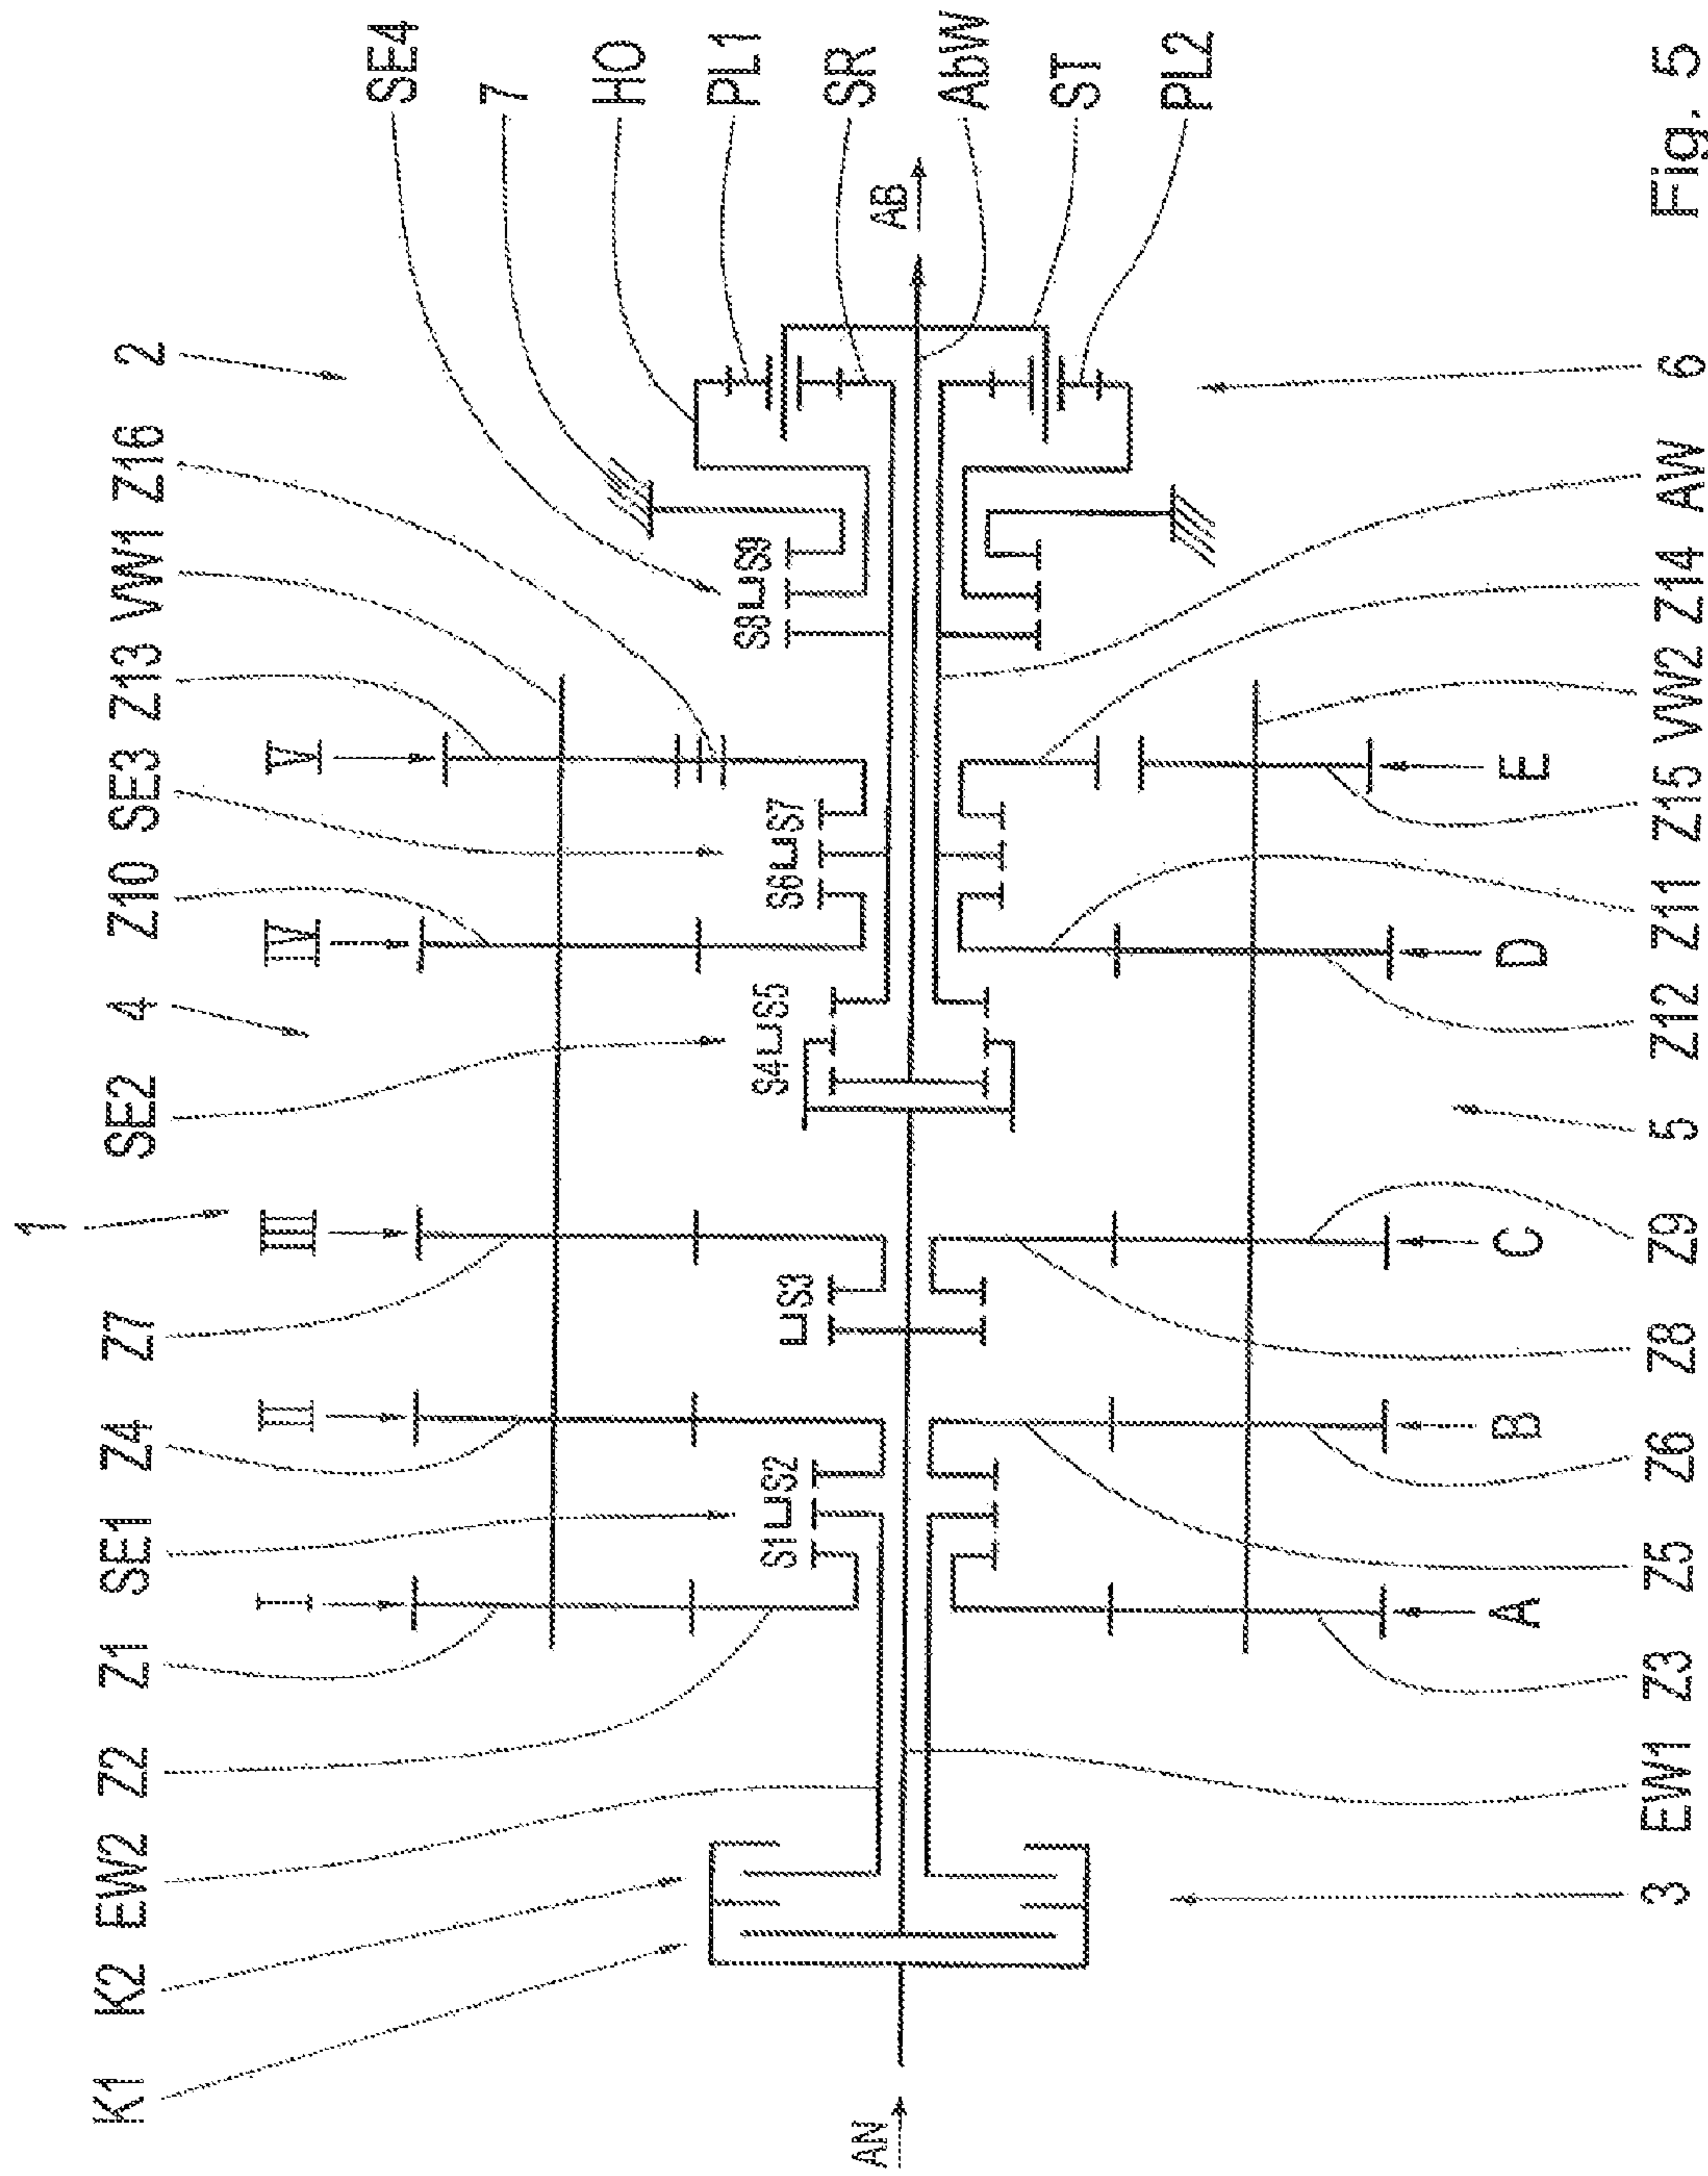 1
4
2
K1 K2 EW2 Z2 Z1 SE1 Z4 Z7 SE2 Z10 SE3 Z13 VW1 Z16
SE4
7
HO
PL1
SR
AbW
ST
PL2
I II III IV V
S1 S2
S3
S4 S5
S6 S7
S8 S9
AN
AB
A B C D E
3 EW1 Z3 Z5 Z6 Z8 Z9 5 Z12 Z11 Z15 VW2 Z14 AW 6
Fig. 5